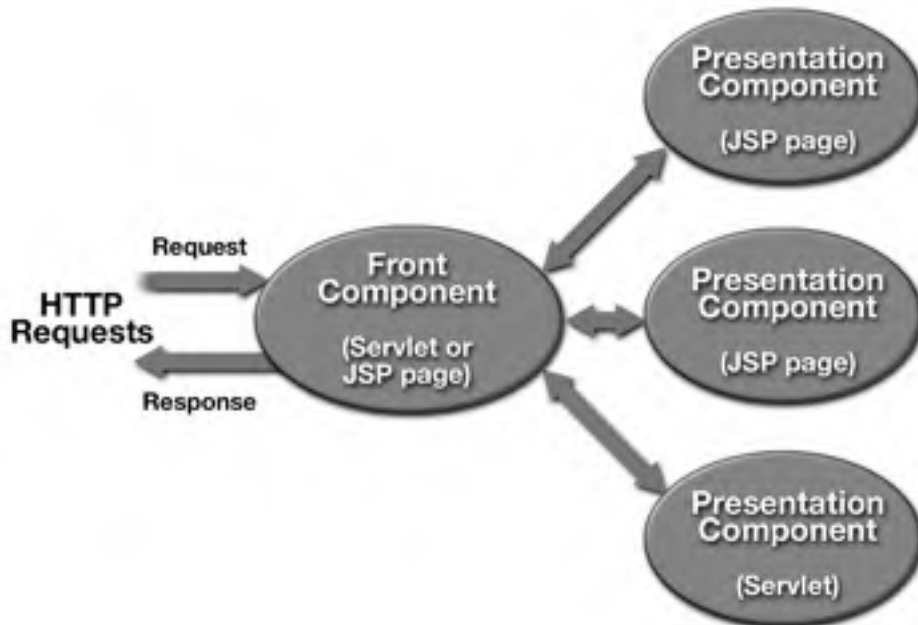 Request
HTTP
Requests
Response
Front
Component
(Servlet or
JSP page)
Presentation
Component
(JSP page)
Presentation
Component
(JSP page)
Presentation
Component
(Servlet)